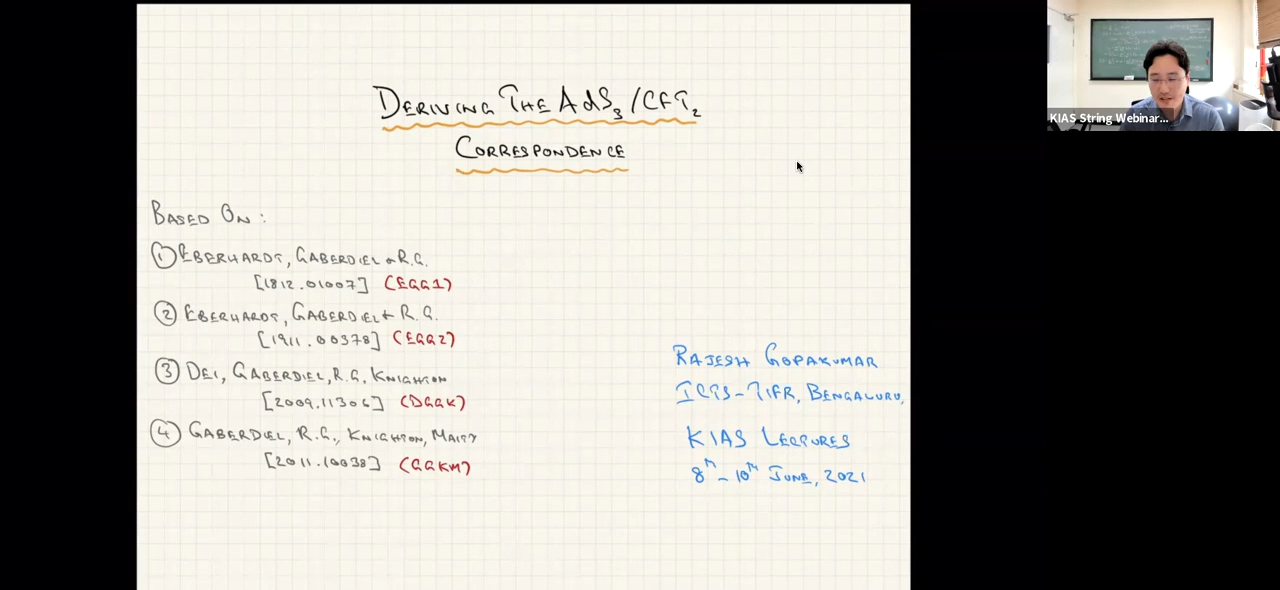 DERIVING THE AdS3/CFT2
CORRESPONDENCE
BASED ON:
① EBERHARDT, GABERDIEL & R.G.
[1812.01007] (EGG1)
② EBERHARDT, GABERDIEL & R.G.
[1911.00378] (EGG2)
③ DEI, GABERDIEL, R.G, KNIGHTON
[2009.11306] (DGGK)
④ GABERDIEL, R.G., KNIGHTON, MAITY
[2011.10038] (GGKM)
RAJESH GOPAKUMAR
ICTS-TIFR, BENGALURU,
KIAS LECTURES
8th - 10th JUNE, 2021
KIAS String Webinar...